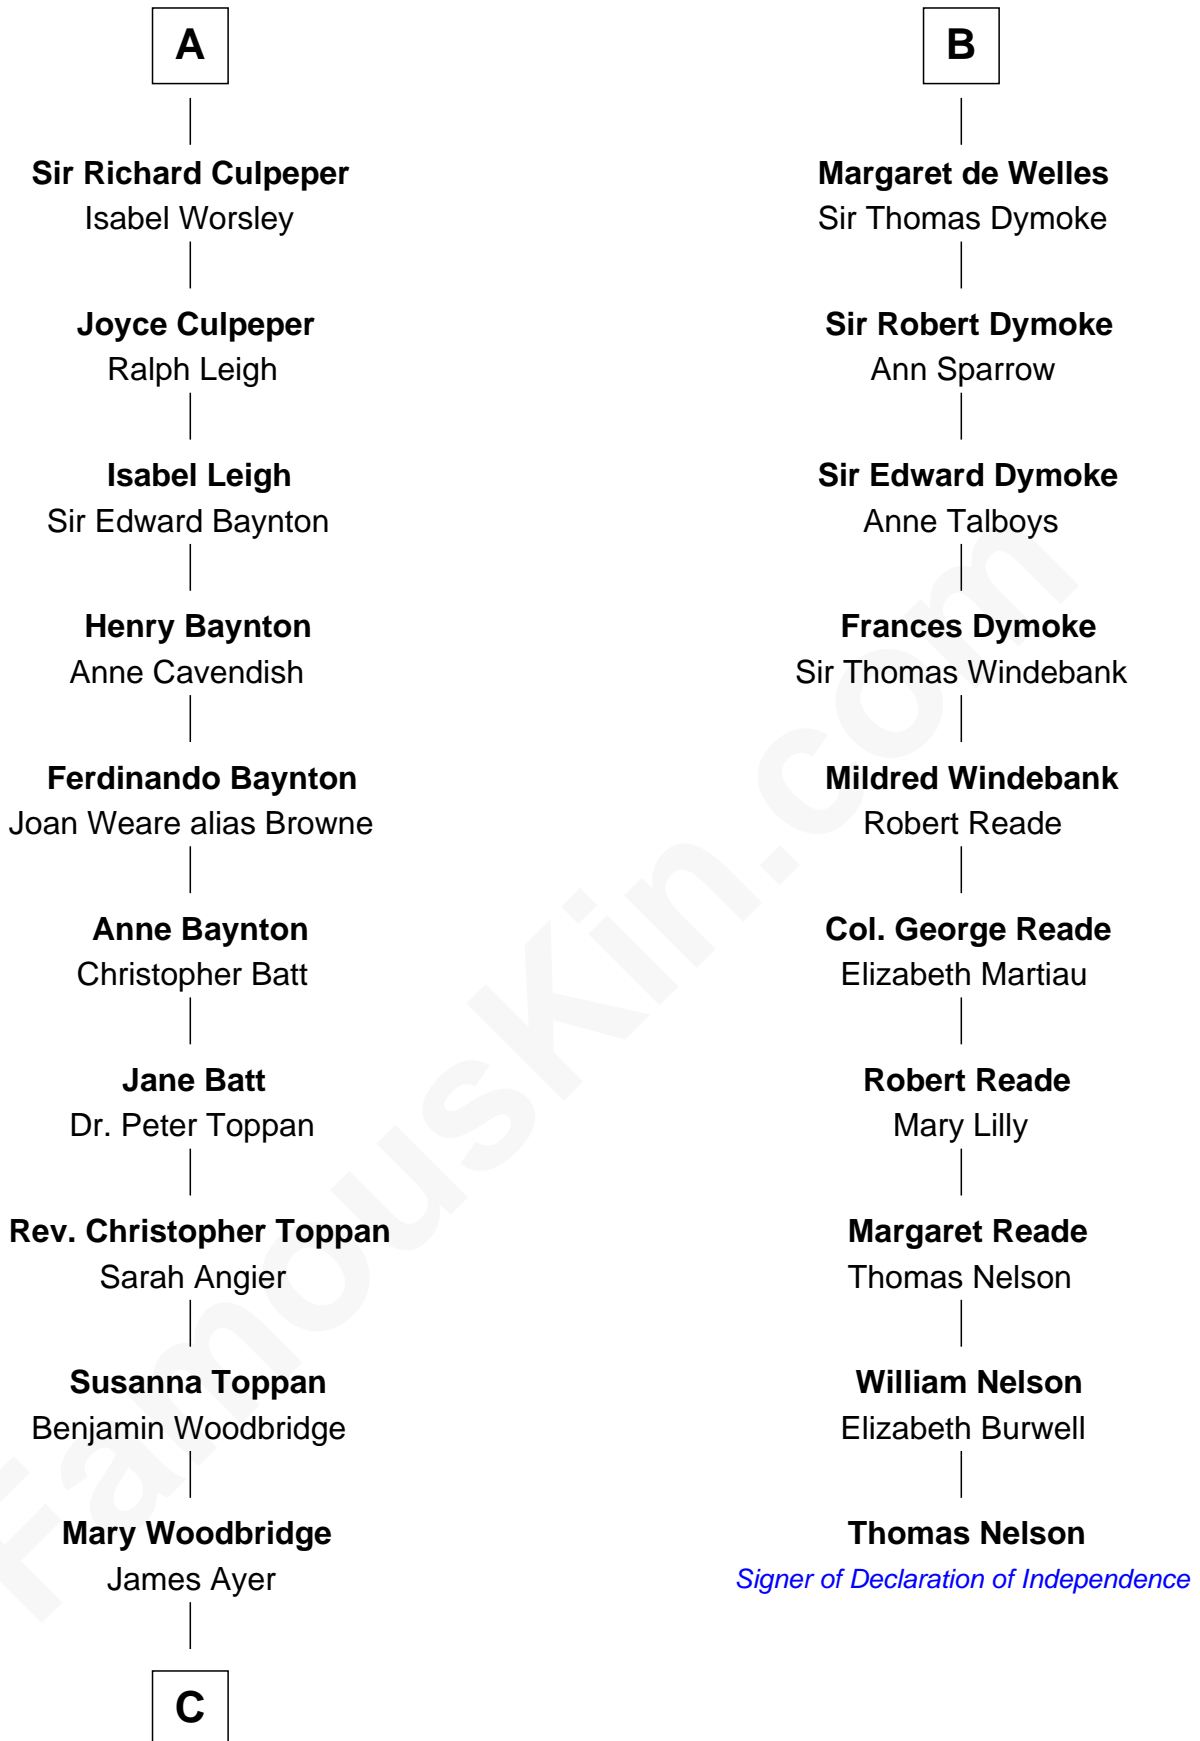 A
Sir Richard Culpeper
Isabel Worsley
Joyce Culpeper
Ralph Leigh
Isabel Leigh
Sir Edward Baynton
Henry Baynton
Anne Cavendish
Ferdinando Baynton
Joan Weare alias Browne
Anne Baynton
Christopher Batt
Jane Batt
Dr. Peter Toppan
Rev. Christopher Toppan
Sarah Angier
Susanna Toppan
Benjamin Woodbridge
Mary Woodbridge
James Ayer
C
B
Margaret de Welles
Sir Thomas Dymoke
Sir Robert Dymoke
Ann Sparrow
Sir Edward Dymoke
Anne Talboys
Frances Dymoke
Sir Thomas Windebank
Mildred Windebank
Robert Reade
Col. George Reade
Elizabeth Martiau
Robert Reade
Mary Lilly
Margaret Reade
Thomas Nelson
William Nelson
Elizabeth Burwell
Thomas Nelson
Signer of Declaration of Independence
FamousKin.com